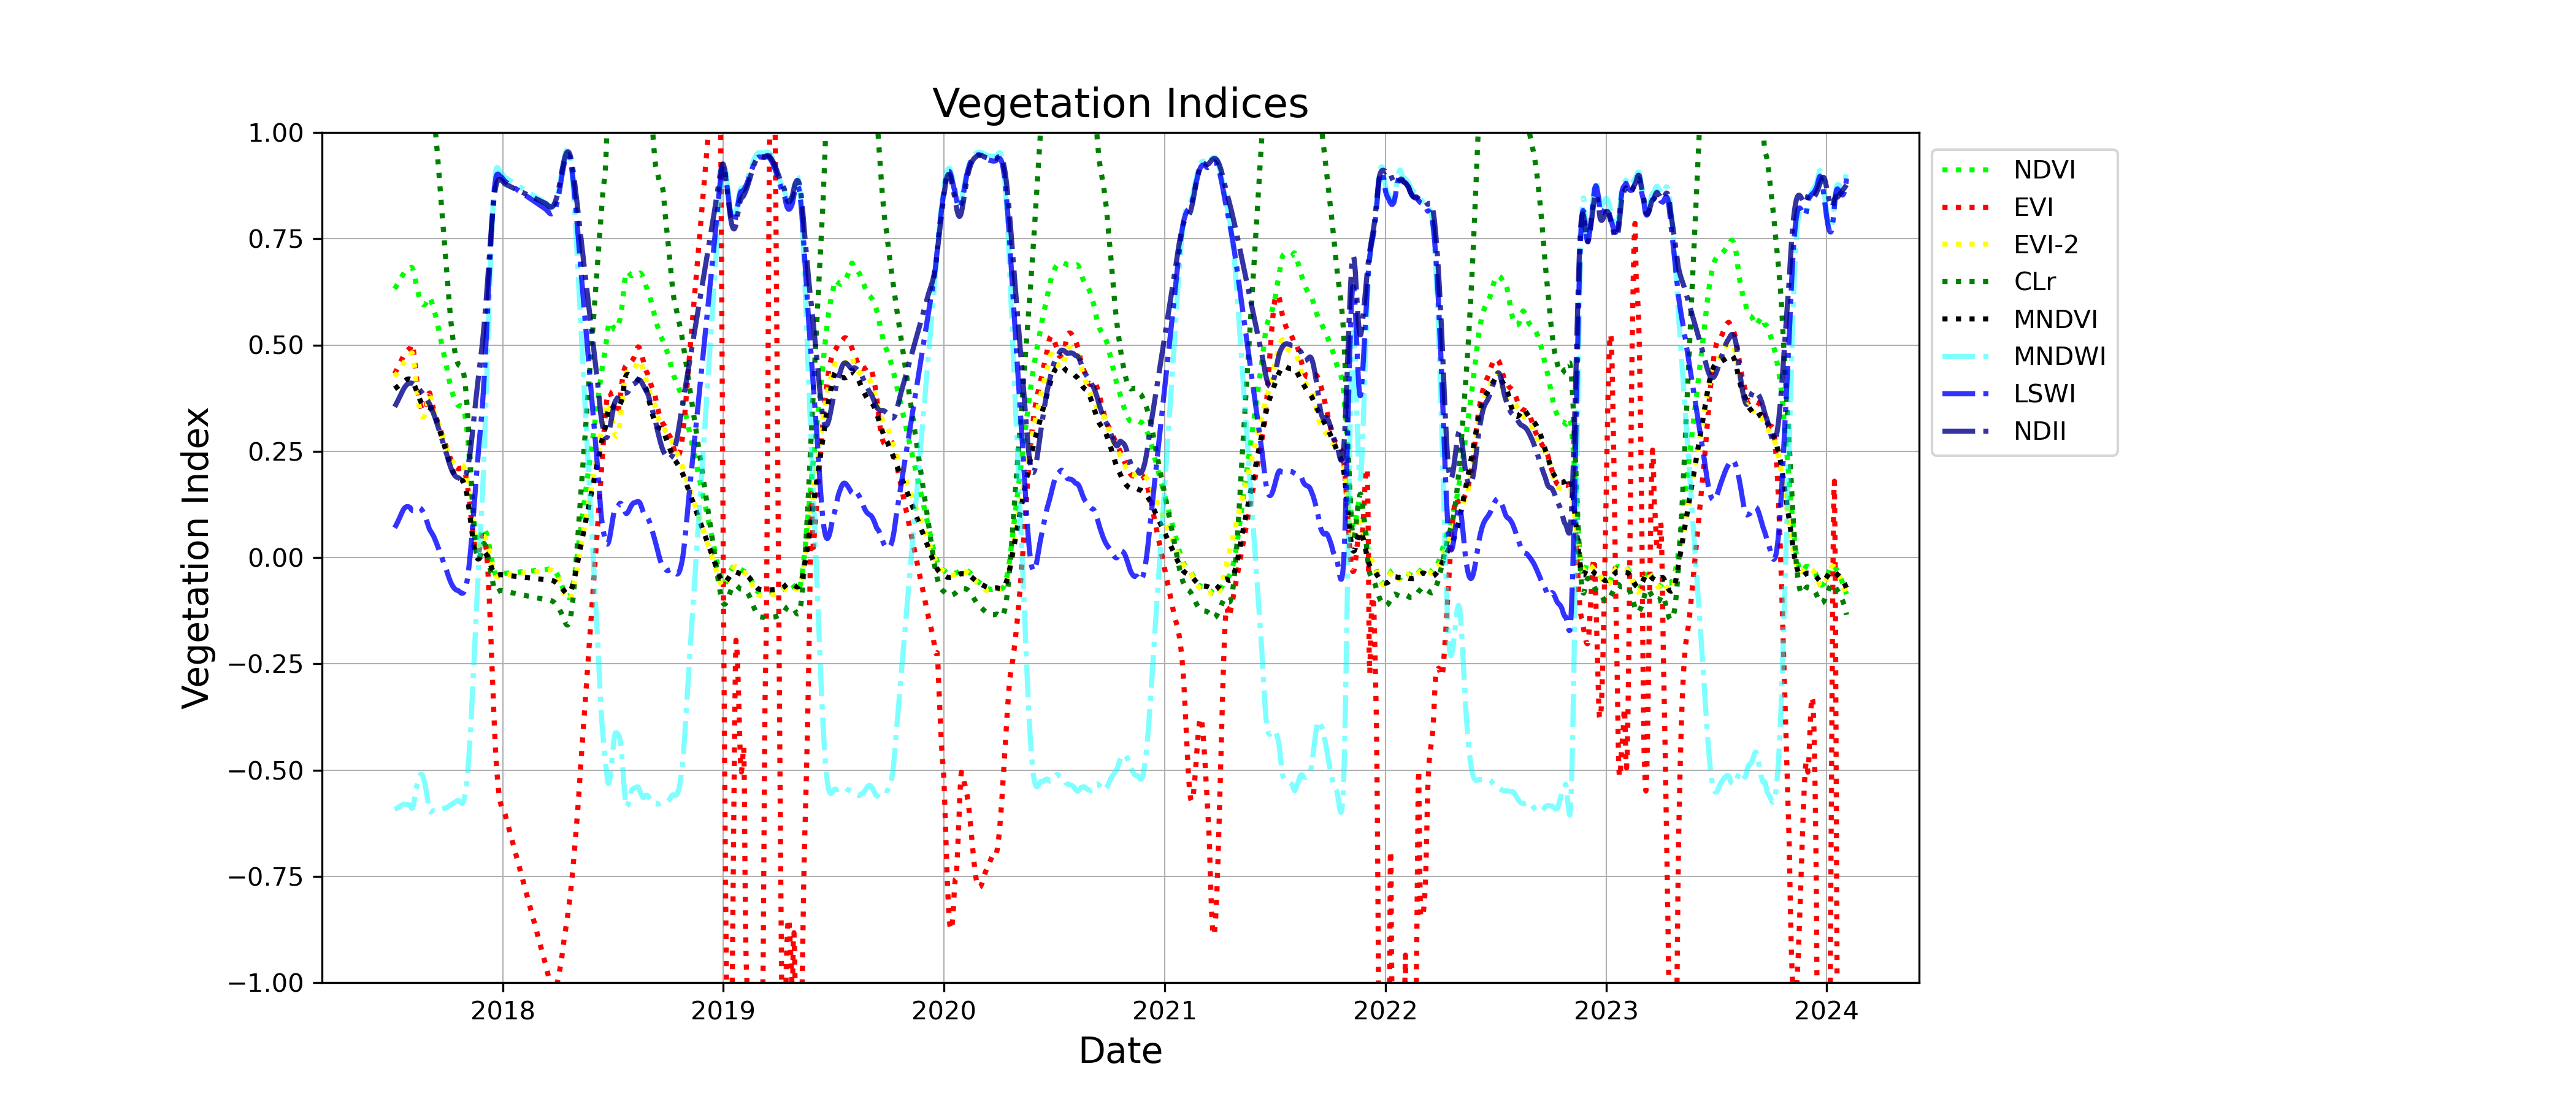 Vegetation Indices
1.00
0.75
0.50
0.25
0.00
−0.25
−0.50
−0.75
−1.00
Vegetation Index
2018 2019 2020 2021 2022 2023 2024
Date
NDVI
EVI
EVI-2
CLr
MNDVI
MNDWI
LSWI
NDII